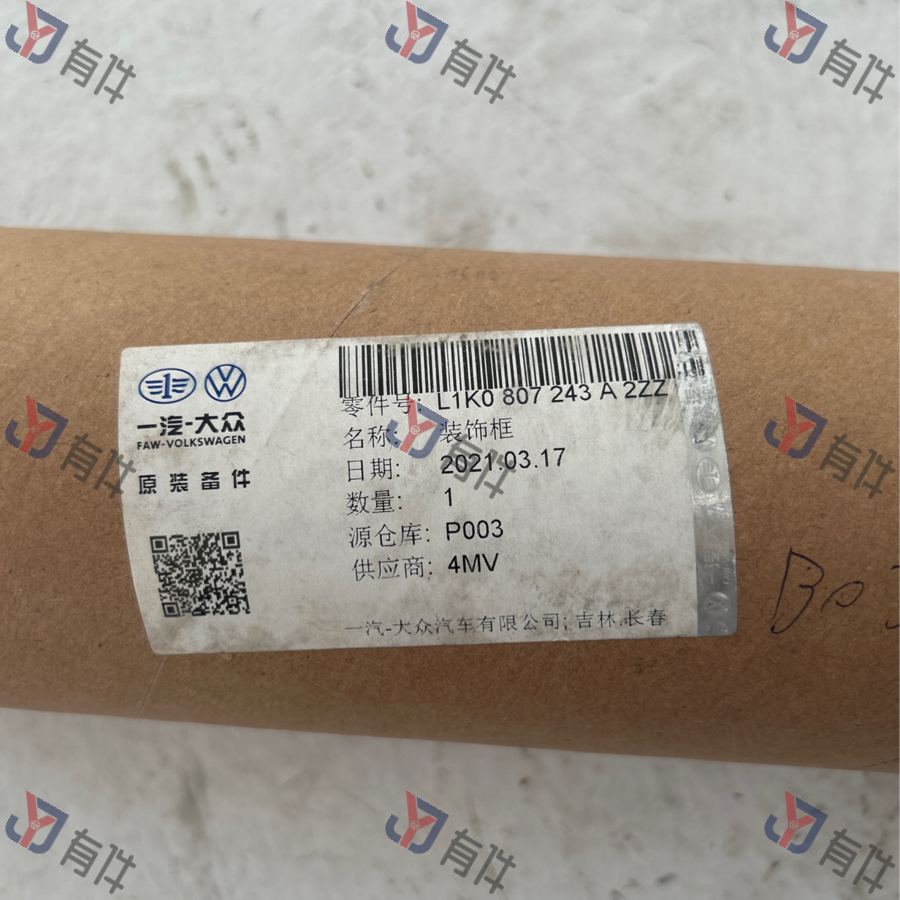 有件
有件
有件
一汽-大众
FAW-VOLKSWAGEN
原装备件
零件号: L1K0 807 243 A 2ZZ
名称: 装饰框
日期: 2021.03.17
数量: 1
源仓库: P003
供应商: 4MV
一汽-大众汽车有限公司; 吉林.长春
有件
有件
有件
有件
有件
有件